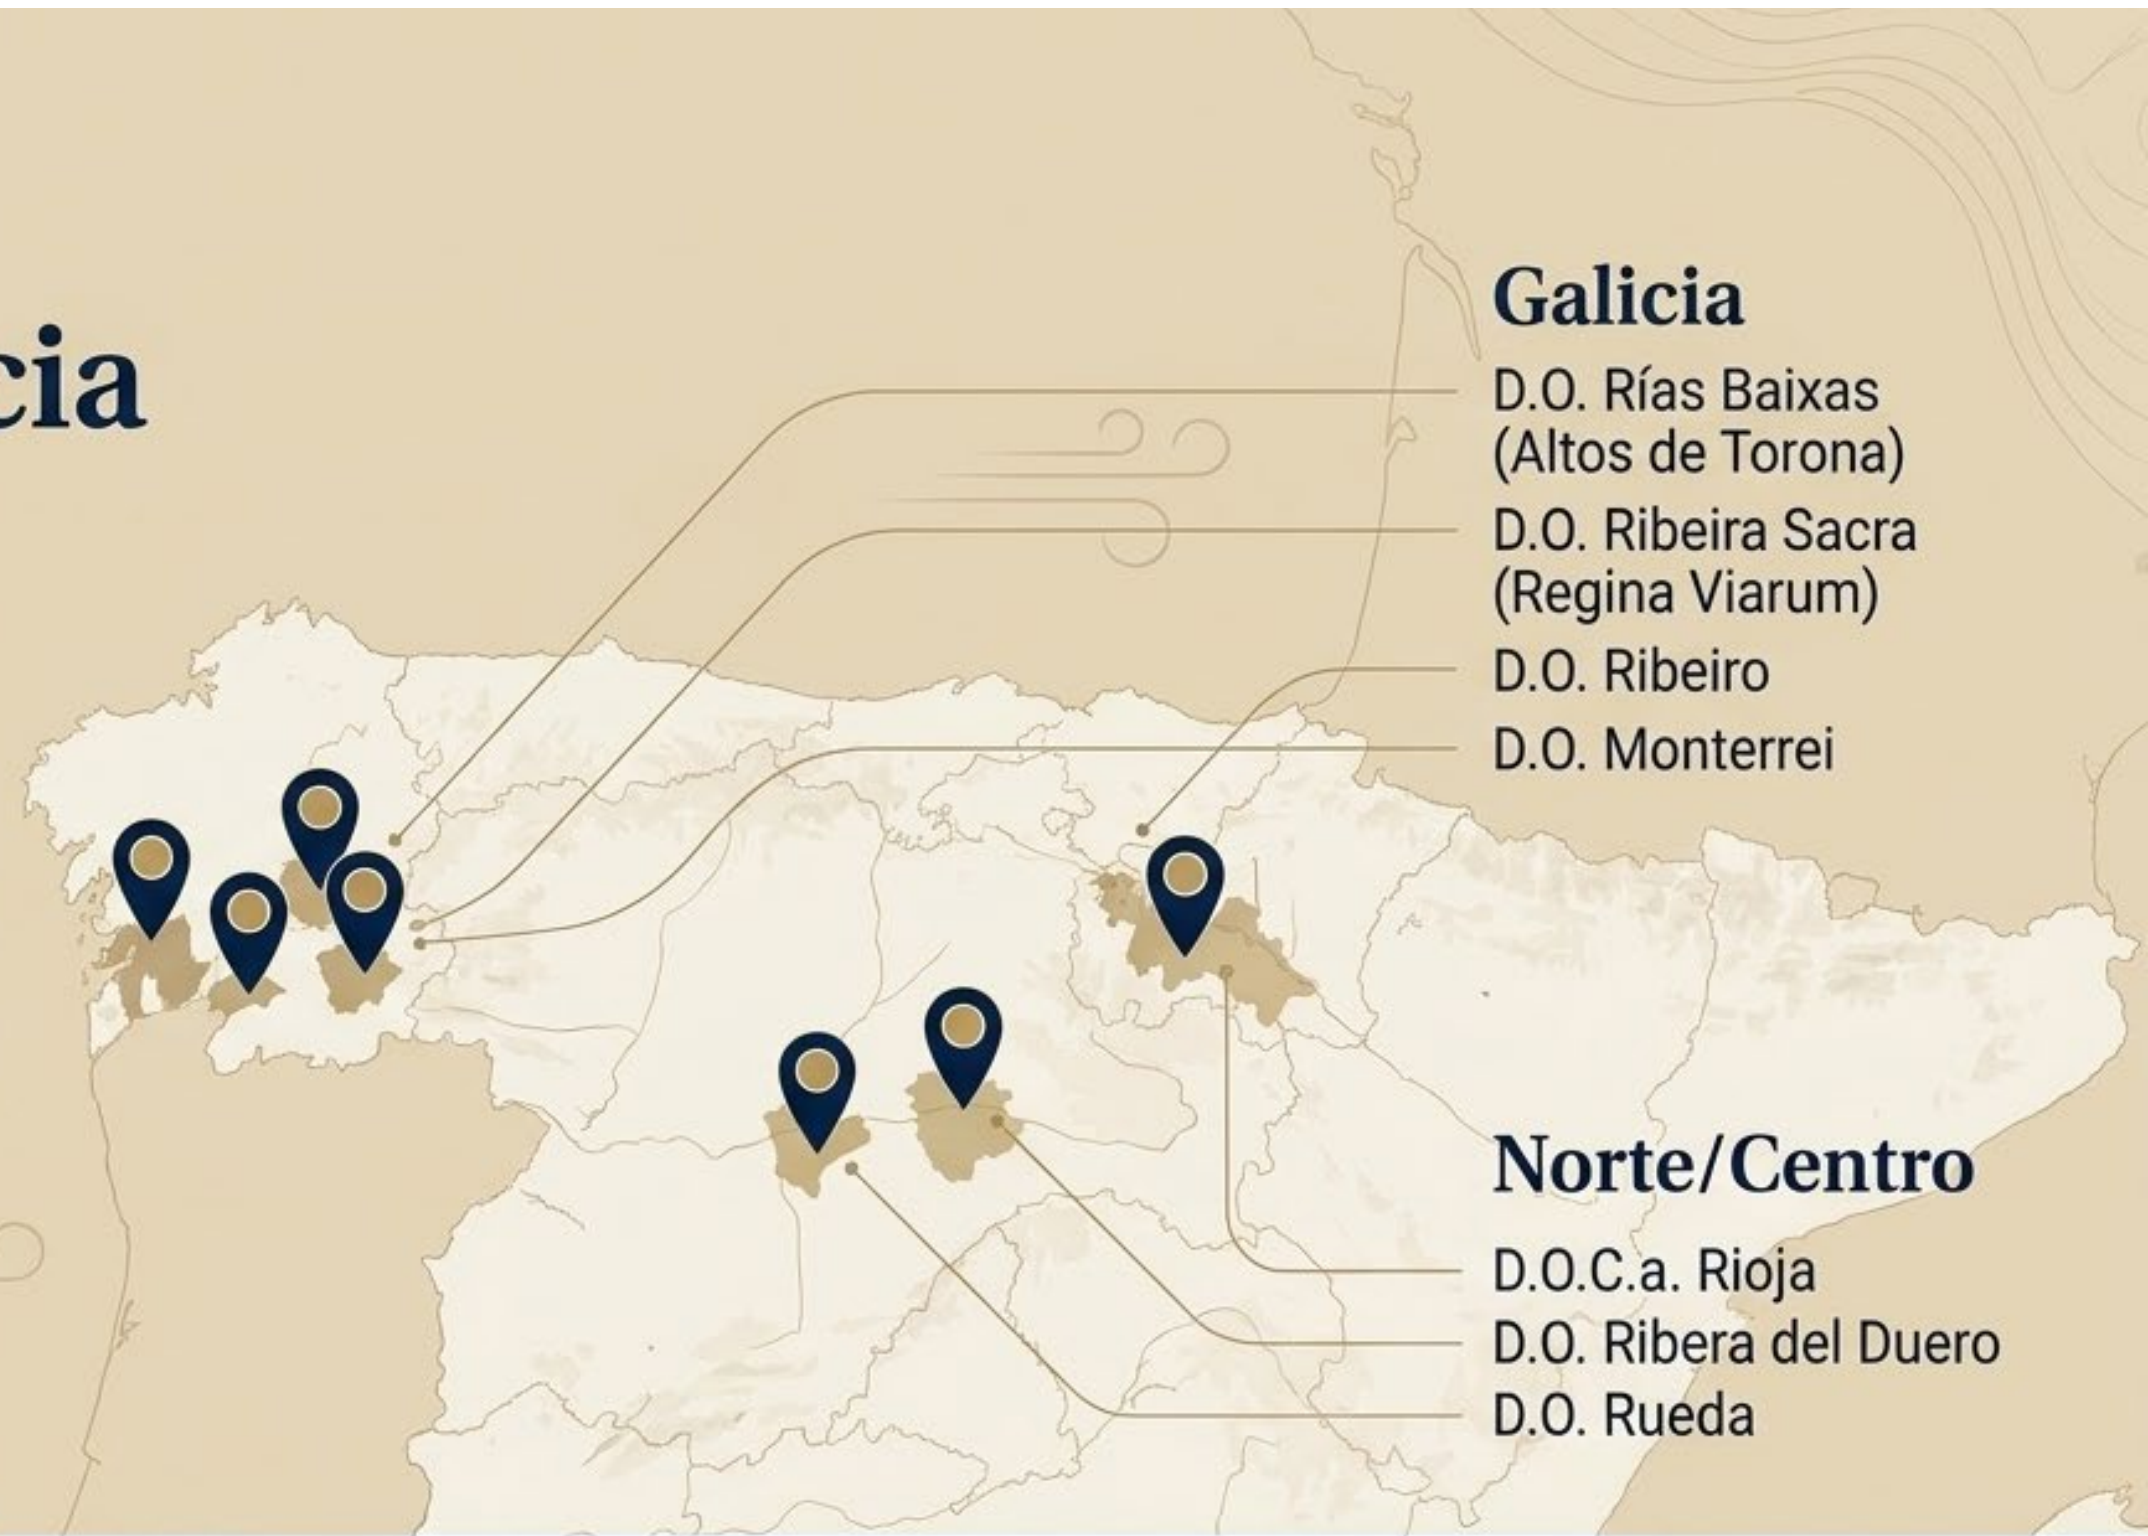 cia
Galicia
D.O. Rías Baixas
(Altos de Torona)
D.O. Ribeira Sacra
(Regina Viarum)
D.O. Ribeiro
D.O. Monterrei
Norte/Centro
D.O.C.a. Rioja
D.O. Ribera del Duero
D.O. Rueda